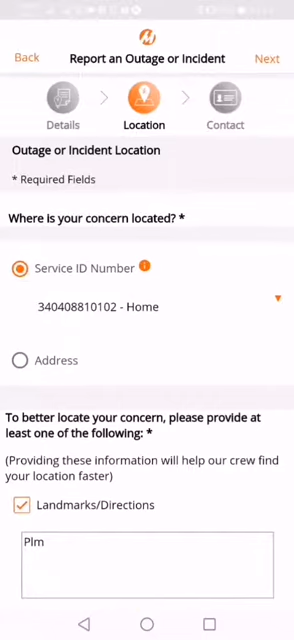 Back Report an Outage or Incident Next
Details Location Contact
Outage or Incident Location
* Required Fields
Where is your concern located? *
Service ID Number
340408810102 - Home
Address
To better locate your concern, please provide at
least one of the following: *
(Providing these information will help our crew find
your location faster)
Landmarks/Directions
Plm